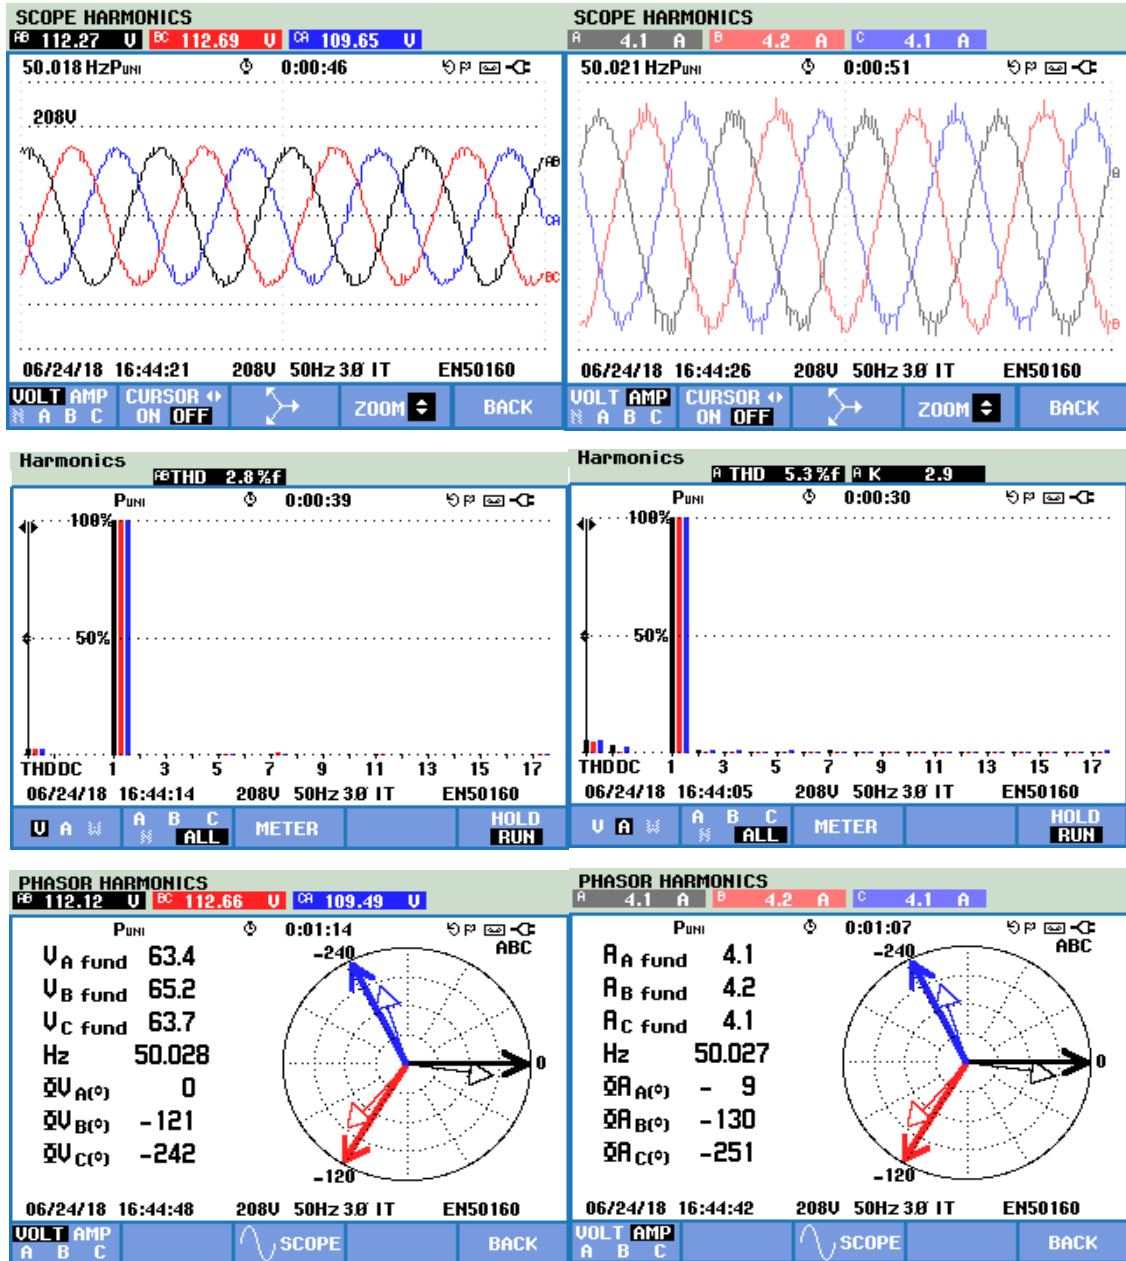 SCOPE HARMONICS
AB 112.27 V BC 112.69 V CA 109.65 V
50.018 Hz PUNI 0:00:46
208V
AB
CA
BC
06/24/18 16:44:21 208V 50Hz 3Ø IT EN50160
VOLT AMP CURSOR
N A B C ON OFF ZOOM BACK
SCOPE HARMONICS
A 4.1 A B 4.2 A C 4.1 A
50.021 Hz PUNI 0:00:51
A
B
06/24/18 16:44:26 208V 50Hz 3Ø IT EN50160
VOLT AMP CURSOR
N A B C ON OFF ZOOM BACK
Harmonics
AB THD 2.8 %f
PUNI 0:00:39
100%
50%
THD DC 1 3 5 7 9 11 13 15 17
06/24/18 16:44:14 208V 50Hz 3Ø IT EN50160
V A W A B C N ALL METER HOLD RUN
Harmonics
A THD 5.3 %f A K 2.9
PUNI 0:00:30
100%
50%
THD DC 1 3 5 7 9 11 13 15 17
06/24/18 16:44:05 208V 50Hz 3Ø IT EN50160
V A W A B C N ALL METER HOLD RUN
PHASOR HARMONICS
AB 112.12 V BC 112.66 V CA 109.49 V
PUNI 0:01:14
ABC
-240
V A fund 63.4
V B fund 65.2
V C fund 63.7
Hz 50.028
0
ΦV A(°) 0
ΦV B(°) -121
ΦV C(°) -242
-120
06/24/18 16:44:48 208V 50Hz 3Ø IT EN50160
VOLT AMP
A B C SCOPE BACK
PHASOR HARMONICS
A 4.1 A B 4.2 A C 4.1 A
PUNI 0:01:07
ABC
-240
A A fund 4.1
A B fund 4.2
A C fund 4.1
Hz 50.027
0
ΦA A(°) - 9
ΦA B(°) -130
ΦA C(°) -251
-120
06/24/18 16:44:42 208V 50Hz 3Ø IT EN50160
VOLT AMP
A B C SCOPE BACK